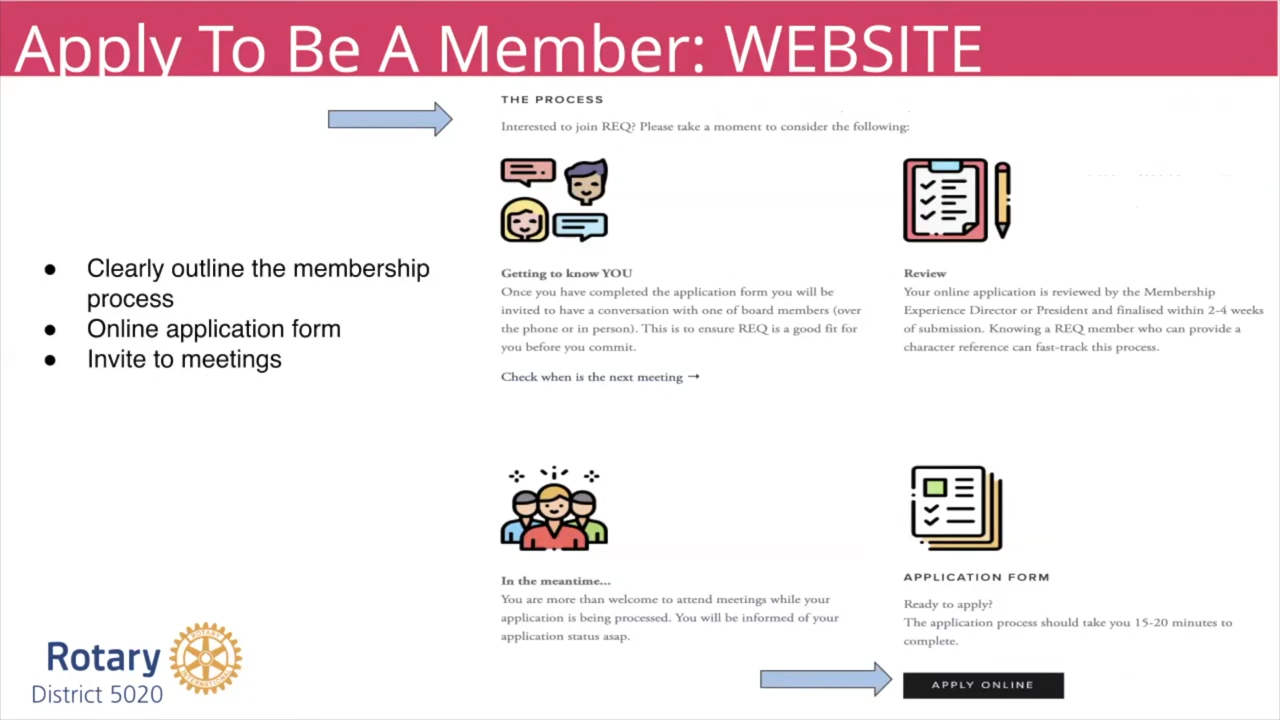 Apply To Be A Member: WEBSITE
THE PROCESS
Interested to join REQ? Please take a moment to consider the following:
● Clearly outline the membership
process
● Online application form
● Invite to meetings
Getting to know YOU
Once you have completed the application form you will be
invited to have a conversation with one of board members (over
the phone or in person). This is to ensure REQ is a good fit for
you before you commit.
Check when is the next meeting →
Review
Your online application is reviewed by the Membership
Experience Director or President and finalised within 2-4 weeks
of submission. Knowing a REQ member who can provide a
character reference can fast-track this process.
In the meantime...
You are more than welcome to attend meetings while your
application is being processed. You will be informed of your
application status asap.
APPLICATION FORM
Ready to apply?
The application process should take you 15-20 minutes to
complete.
APPLY ONLINE
Rotary
ROTARY
INTERNATIONAL
District 5020